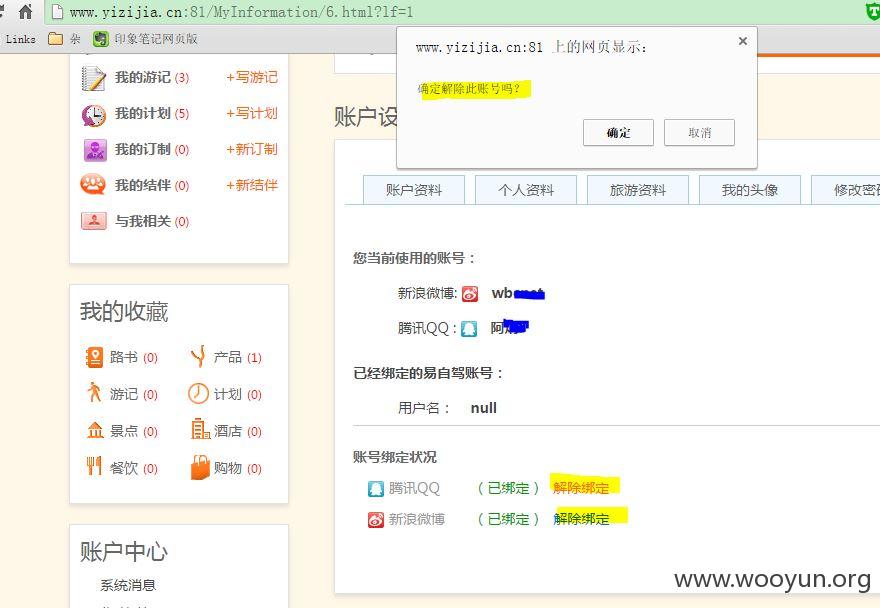 www.yizijia.cn:81/MyInformation/6.html?lf=1
Links 杂 印象笔记网页版
www.yizijia.cn:81 上的网页显示:
确定解除此账号吗?
确定 取消
我的游记 (3) +写游记
我的计划 (5) +写计划
我的订制 (0) +新订制
我的结伴 (0) +新结伴
与我相关 (0)
我的收藏
路书 (0) 产品 (1)
游记 (0) 计划 (0)
景点 (0) 酒店 (0)
餐饮 (0) 购物 (0)
账户中心
系统消息
账户设
账户资料 个人资料 旅游资料 我的头像 修改密
您当前使用的账号：
新浪微博: wb
腾讯QQ : 阿
已经绑定的易自驾账号：
用户名： null
账号绑定状况
腾讯QQ （已绑定） 解除绑定
新浪微博 （已绑定） 解除绑定
www.wooyun.org